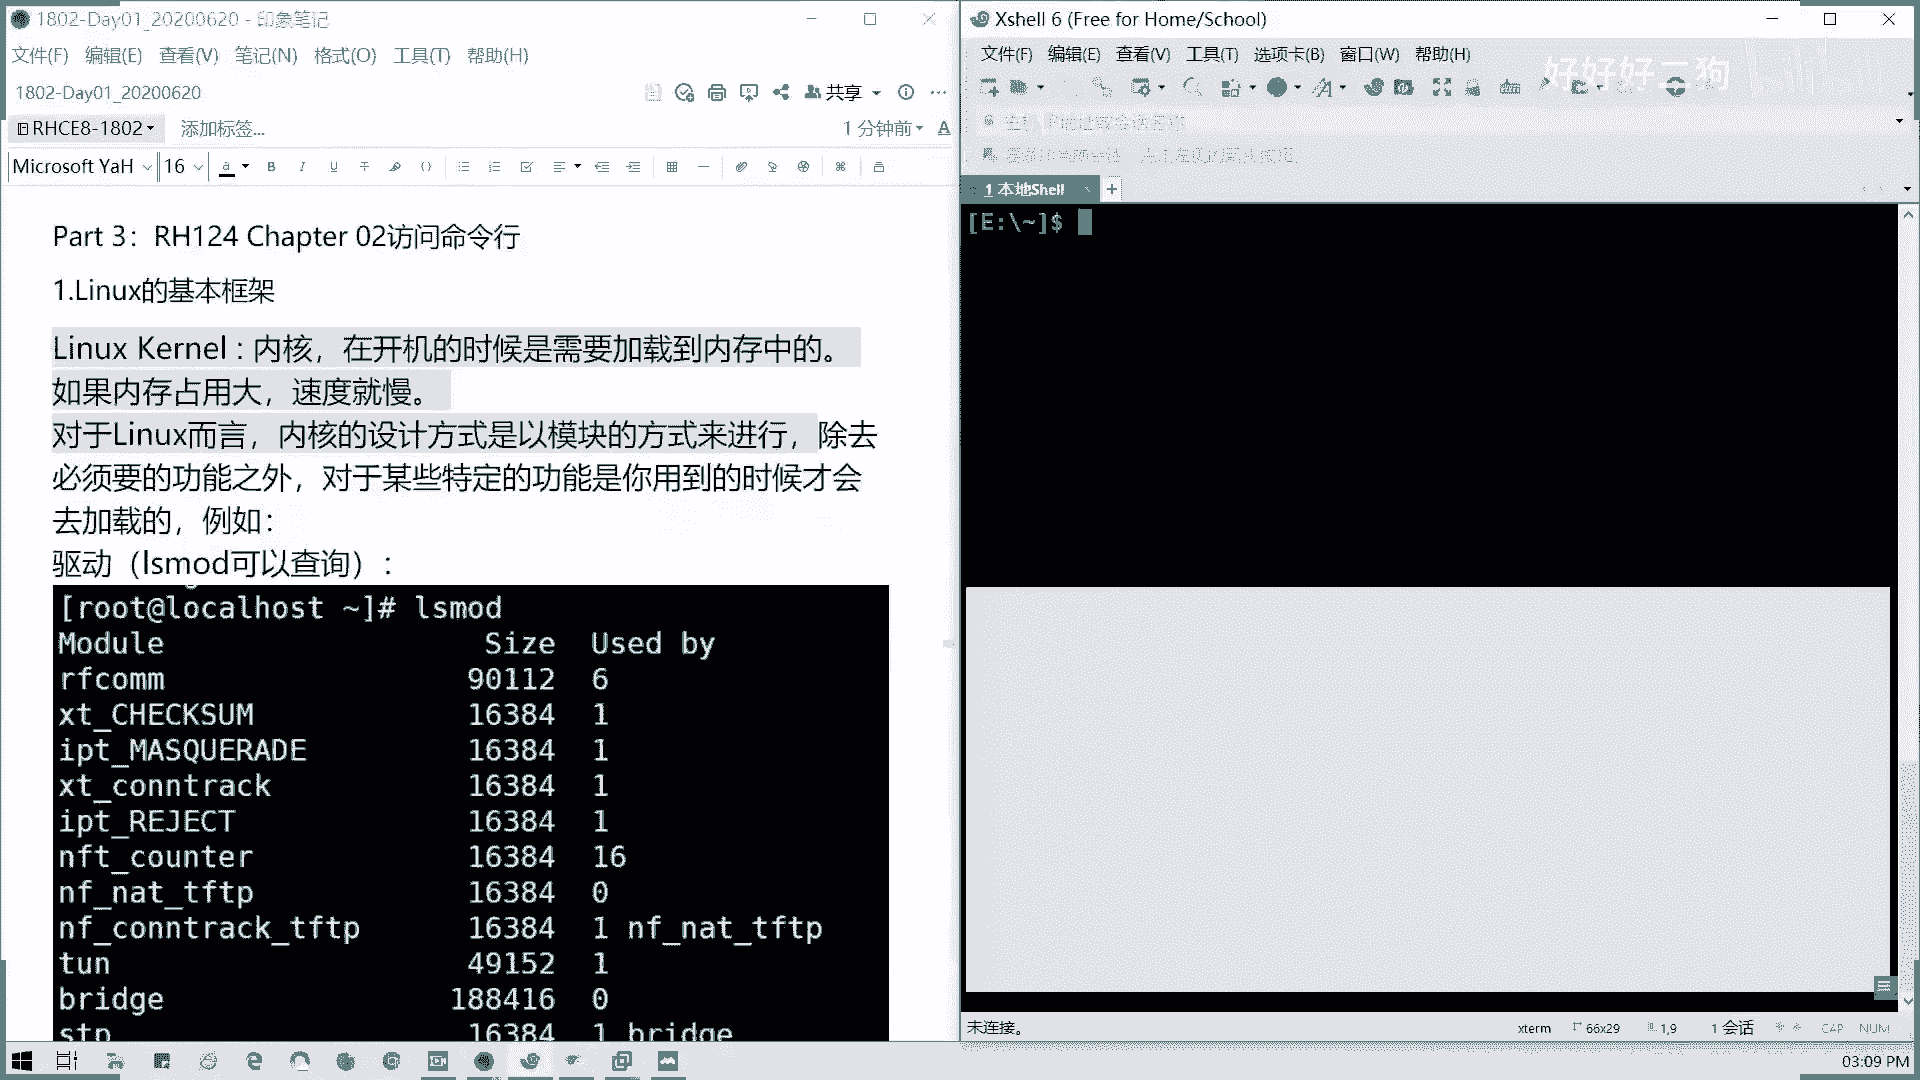 1802-Day01_20200620 - 印象笔记
文件(F) 编辑(E) 查看(V) 笔记(N) 格式(O) 工具(T) 帮助(H)
1802-Day01_20200620
共享
RHCE8-1802
添加标签...
1 分钟前
Microsoft YaH
16
Part 3：RH124 Chapter 02访问命令行
1.Linux的基本框架
Linux Kernel : 内核，在开机的时候是需要加载到内存中的。
如果内存占用大，速度就慢。
对于Linux而言，内核的设计方式是以模块的方式来进行，除去
必须要的功能之外，对于某些特定的功能是你用到的时候才会
去加载的，例如：
驱动（lsmod可以查询）：
[root@localhost ~]# lsmod
Module Size Used by
rfcomm 90112 6
xt_CHECKSUM 16384 1
ipt_MASQUERADE 16384 1
xt_conntrack 16384 1
ipt_REJECT 16384 1
nft_counter 16384 16
nf_nat_tftp 16384 0
nf_conntrack_tftp 16384 1 nf_nat_tftp
tun 49152 1
bridge 188416 0
stp 16384 1 bridge
Xshell 6 (Free for Home/School)
文件(F) 编辑(E) 查看(V) 工具(T) 选项卡(B) 窗口(W) 帮助(H)
好好好二狗
1 本地Shell
[E:\~]$
未连接。
xterm
66x29
1,9
1 会话
CAP NUM
03:09 PM